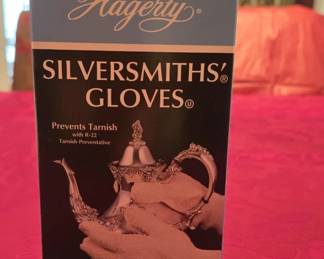 Hagerty®
SILVERSMITHS'®
GLOVES Ⓤ
Prevents Tarnish
with R-22
Tarnish Preventative